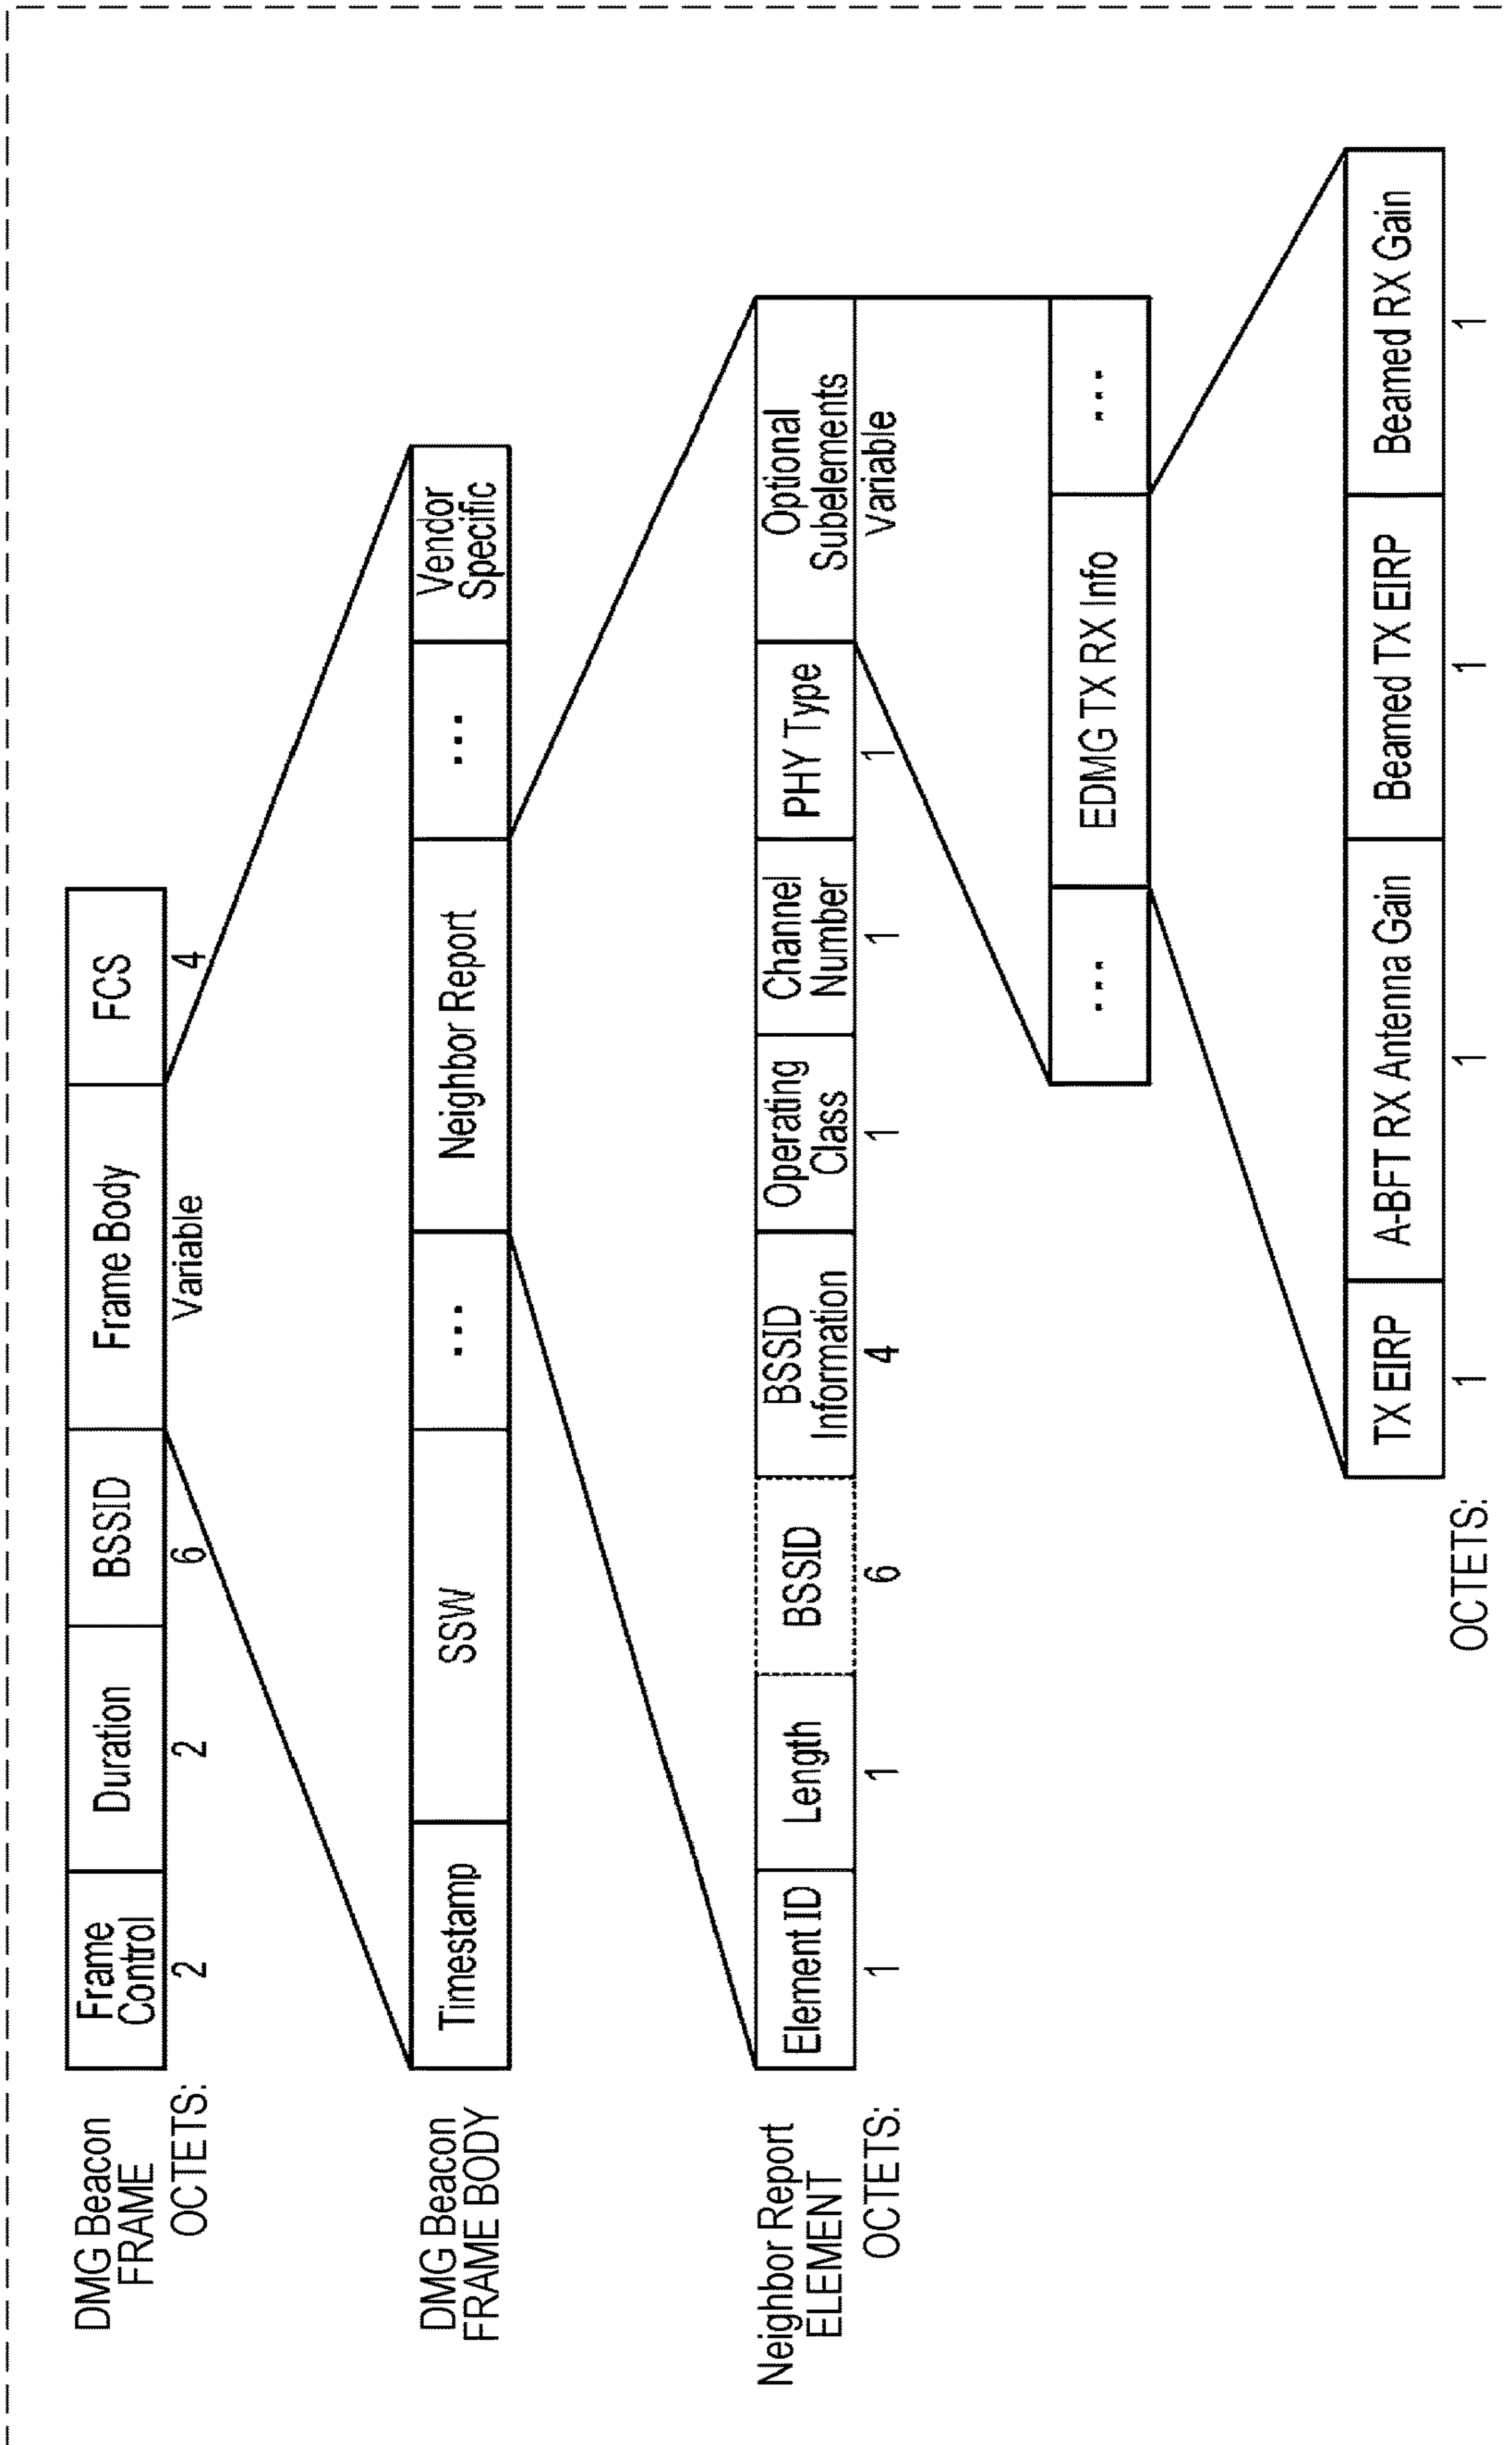 DMG Beacon
FRAME
Frame
Control
Duration
BSSID
Frame Body
FCS
OCTETS:
2
2
6
Variable
4
DMG Beacon
FRAME BODY
Timestamp
SSW
...
Neighbor Report
...
Vendor
Specific
Neighbor Report
ELEMENT
Element ID
Length
BSSID
BSSID
Information
Operating
Class
Channel
Number
PHY Type
Optional
Subelements
OCTETS:
1
1
6
4
1
1
1
Variable
...
EDMG TX RX Info
...
TX EIRP
A-BFT RX Antenna Gain
Beamed TX EIRP
Beamed RX Gain
OCTETS:
1
1
1
1